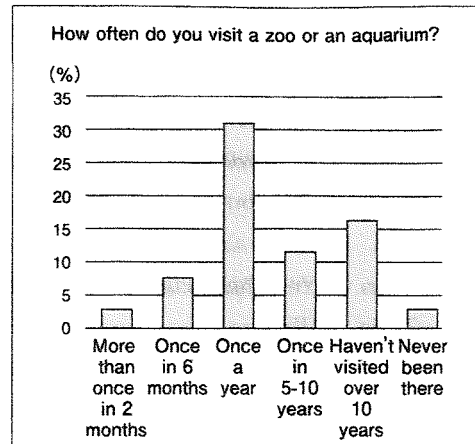 How often do you visit a zoo or an aquarium?
(%)
35
30
25
20
15
10
5
0
More than once in 2 months
Once in 6 months
Once a year
Once in 5-10 years
Haven't visited over 10 years
Never been there